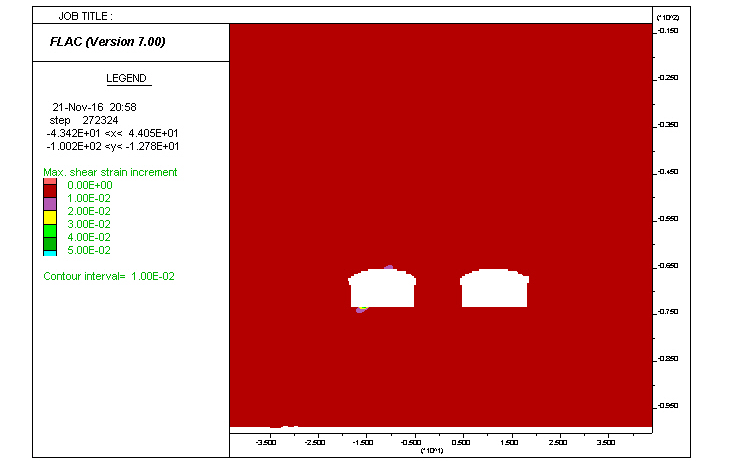 JOB TITLE :
FLAC (Version 7.00)
LEGEND
21-Nov-16 20:58
step 272324
-4.342E+01 <x< 4.405E+01
-1.002E+02 <y< -1.278E+01
Max. shear strain increment
0.00E+00
1.00E-02
2.00E-02
3.00E-02
4.00E-02
5.00E-02
Contour interval= 1.00E-02
(*10^2)
-0.150
-0.250
-0.350
-0.450
-0.550
-0.650
-0.750
-0.850
-0.950
-3.500 -2.500 -1.500 -0.500 0.500 1.500 2.500 3.500
(*10^1)